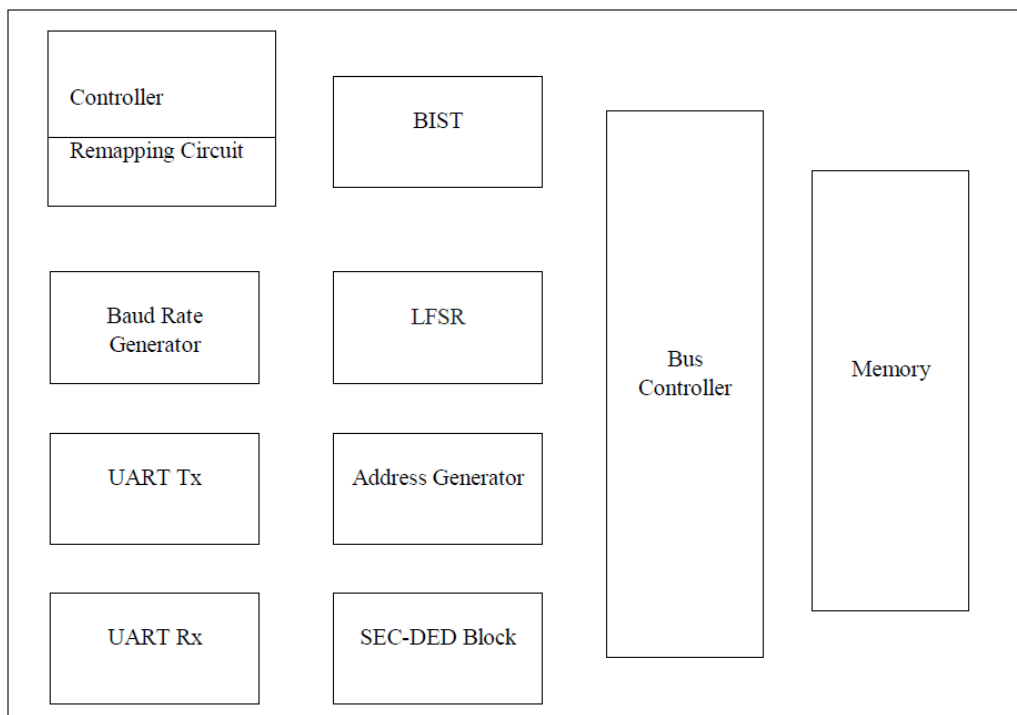 Controller
Remapping Circuit
BIST
Baud Rate
Generator
LFSR
Bus
Controller
Memory
UART Tx
Address Generator
UART Rx
SEC-DED Block